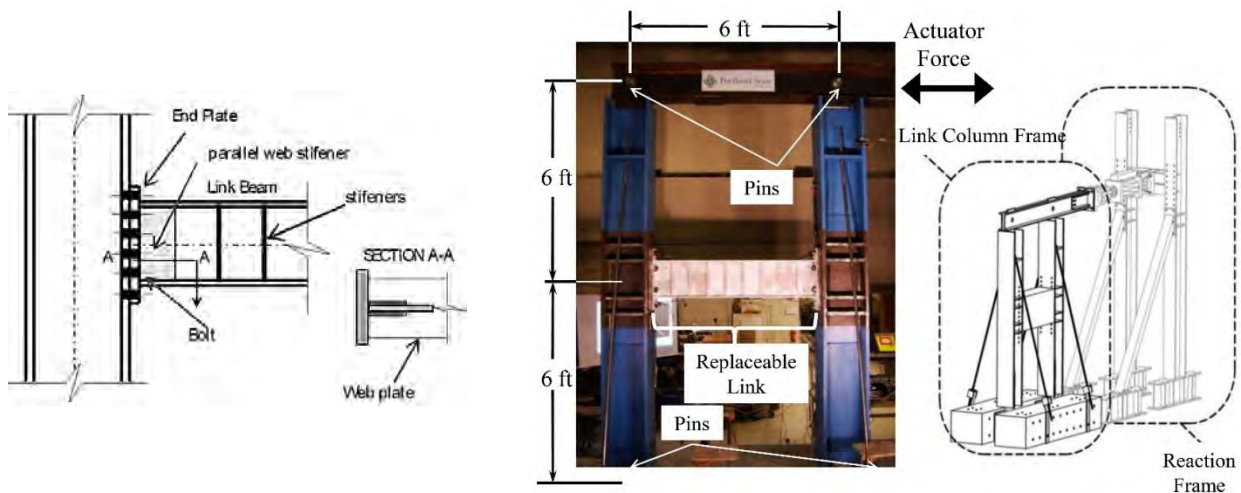 End Plate
parallel web stifener
Link Beam
stifeners
A
A
SECTION A-A
Bolt
Web plate
6 ft
6 ft
6 ft
Portland State
Pins
Replaceable
Link
Pins
Actuator
Force
Link Column Frame
Reaction
Frame